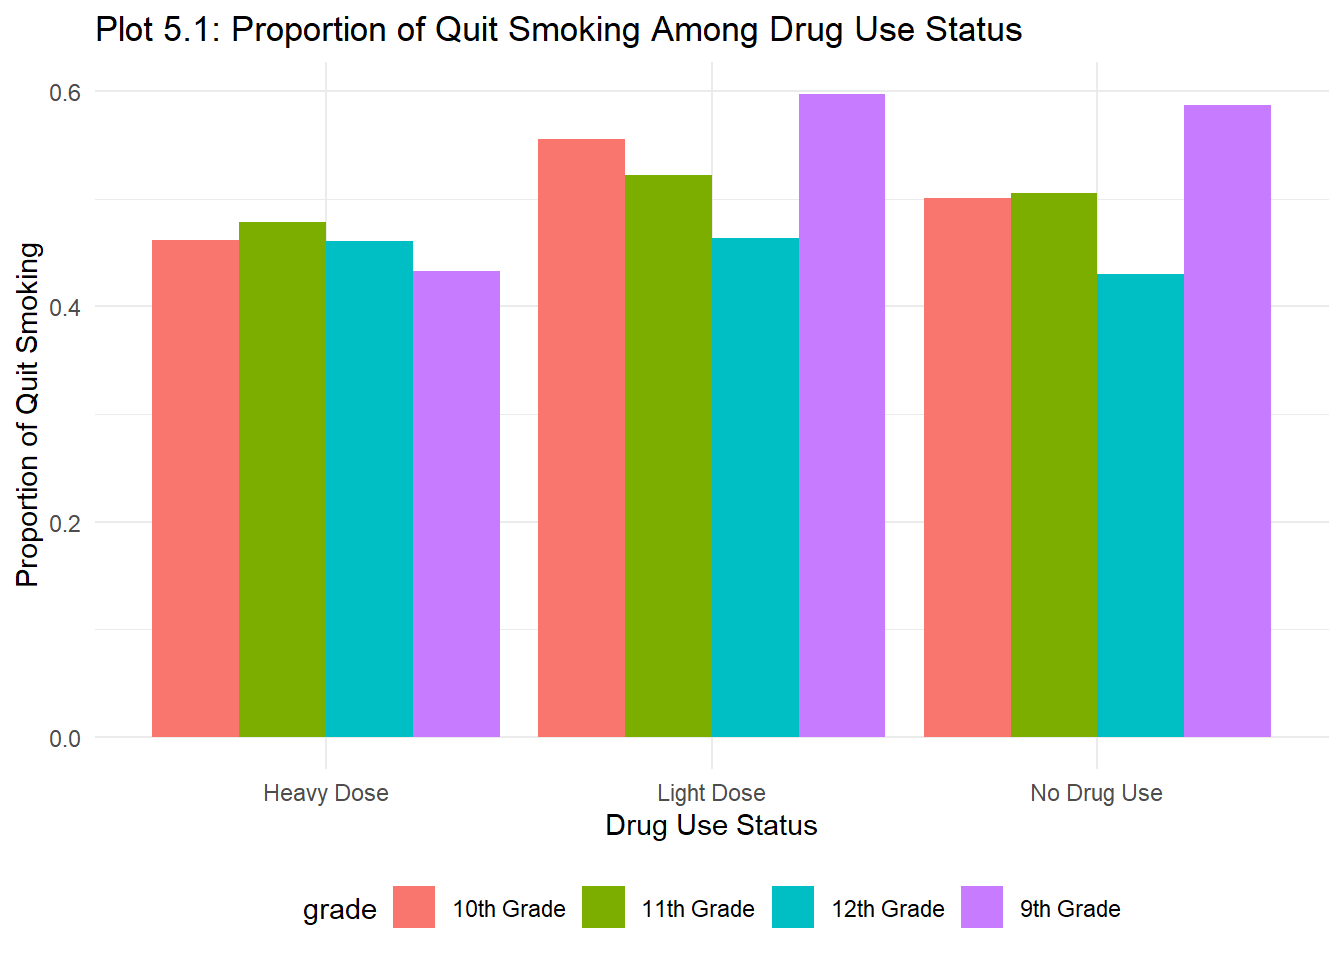 Plot 5.1: Proportion of Quit Smoking Among Drug Use Status
Proportion of Quit Smoking
0.6
0.4
0.2
0.0
Heavy Dose Light Dose No Drug Use
Drug Use Status
grade 10th Grade 11th Grade 12th Grade 9th Grade